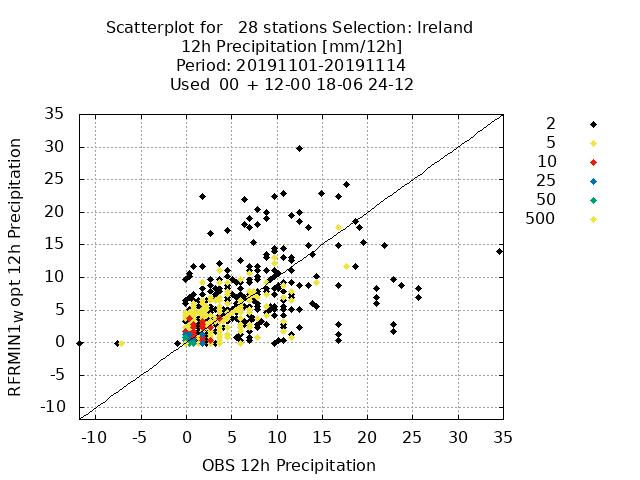 Scatterplot for   28 stations Selection: Ireland
12h Precipitation [mm/12h]
Period: 20191101-20191114
Used  00 + 12-00 18-06 24-12
35
30
25
20
15
10
5
0
-5
-10
-10 -5 0 5 10 15 20 25 30 35
OBS 12h Precipitation
RFRMIN1W opt 12h Precipitation
2
5
10
25
50
500